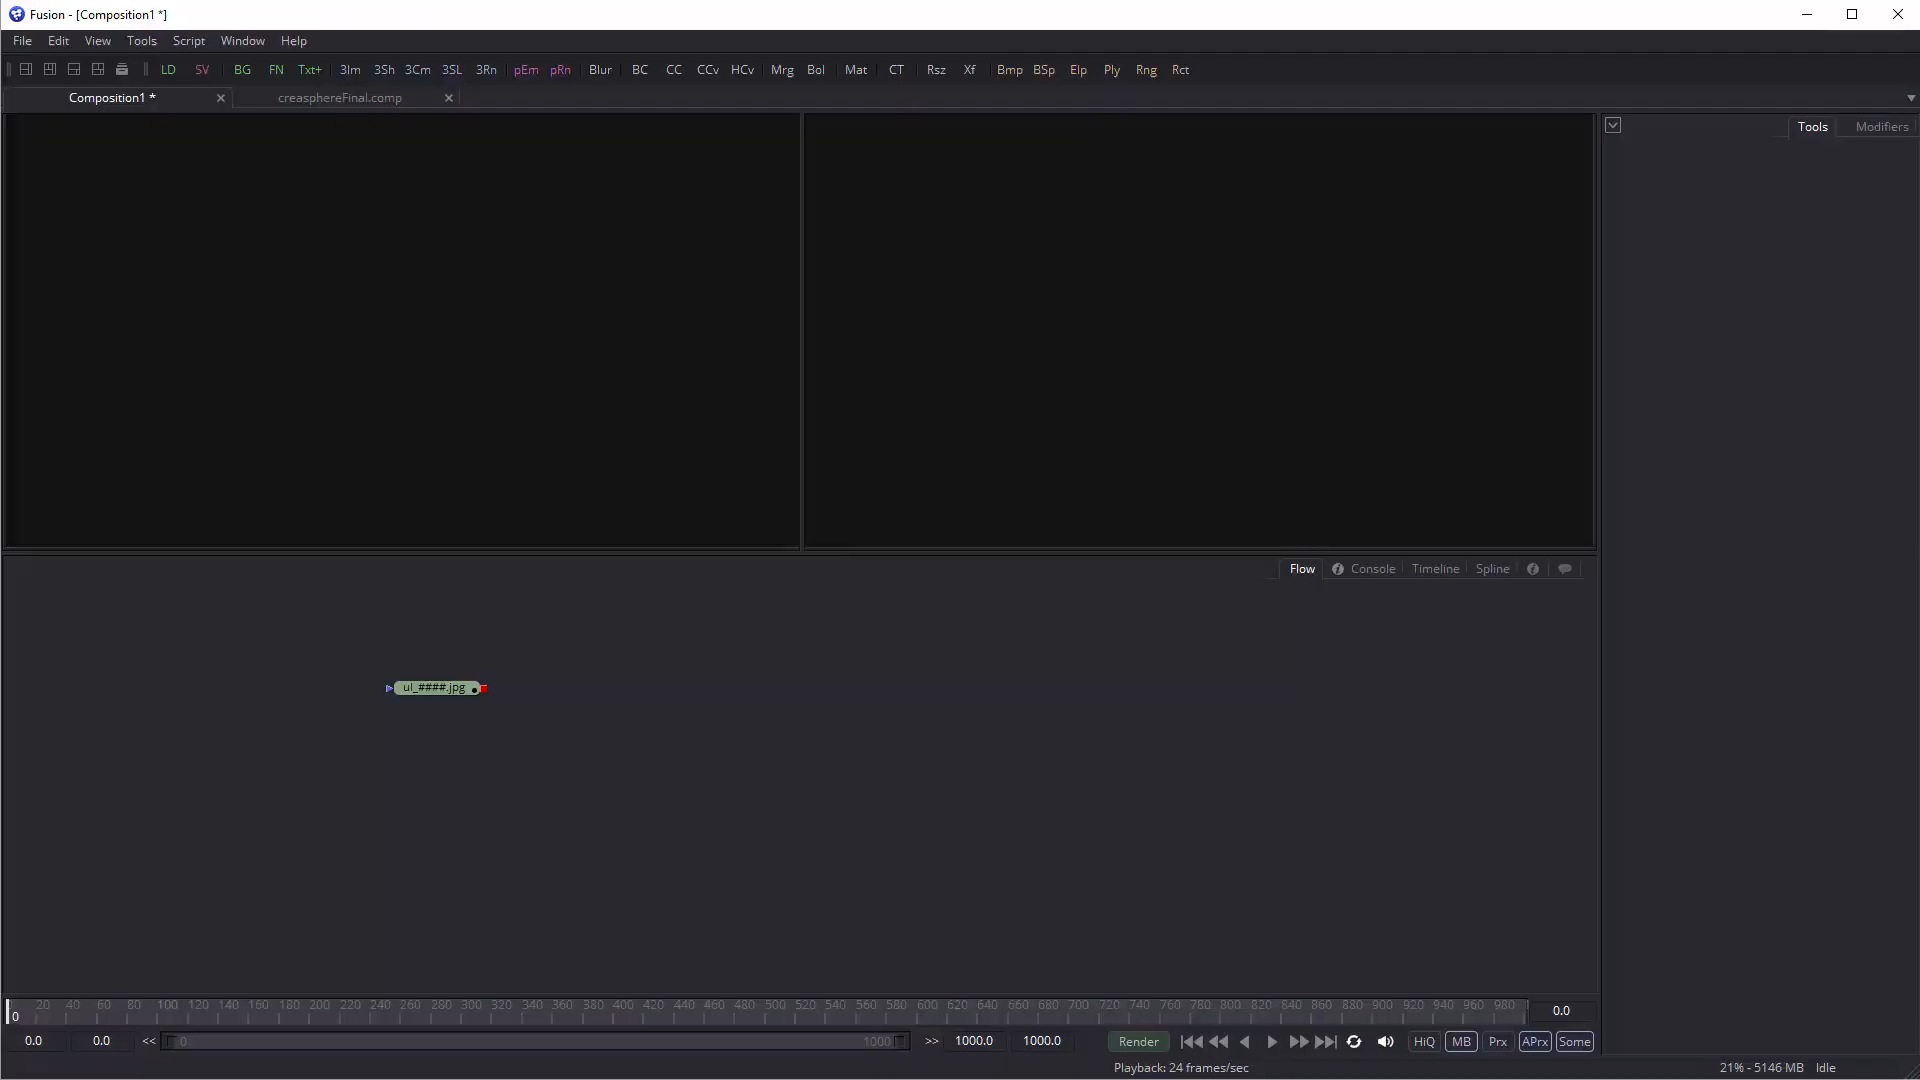 Fusion - [Composition1 *]
File Edit View Tools Script Window Help
LD SV BG FN Txt+ 3Im 3Sh 3Cm 3SL 3Rn pEm pRn Blur BC CC CCv HCv Mrg Bol Mat CT Rsz Xf Bmp BSp Elp Ply Rng Rct
Composition1 * creasphereFinal.comp
Tools Modifiers
Flow Console Timeline Spline
ul_####.jpg
20 40 60 80 100 120 140 160 180 200 220 240 260 280 300 320 340 360 380 400 420 440 460 480 500 520 540 560 580 600 620 640 660 680 700 720 740 760 780 800 820 840 860 880 900 920 940 960 980
0 0.0
0.0 0.0 << 0 1000 >> 1000.0 1000.0 Render HiQ MB Prx APrx Some
Playback: 24 frames/sec 21% - 5146 MB Idle